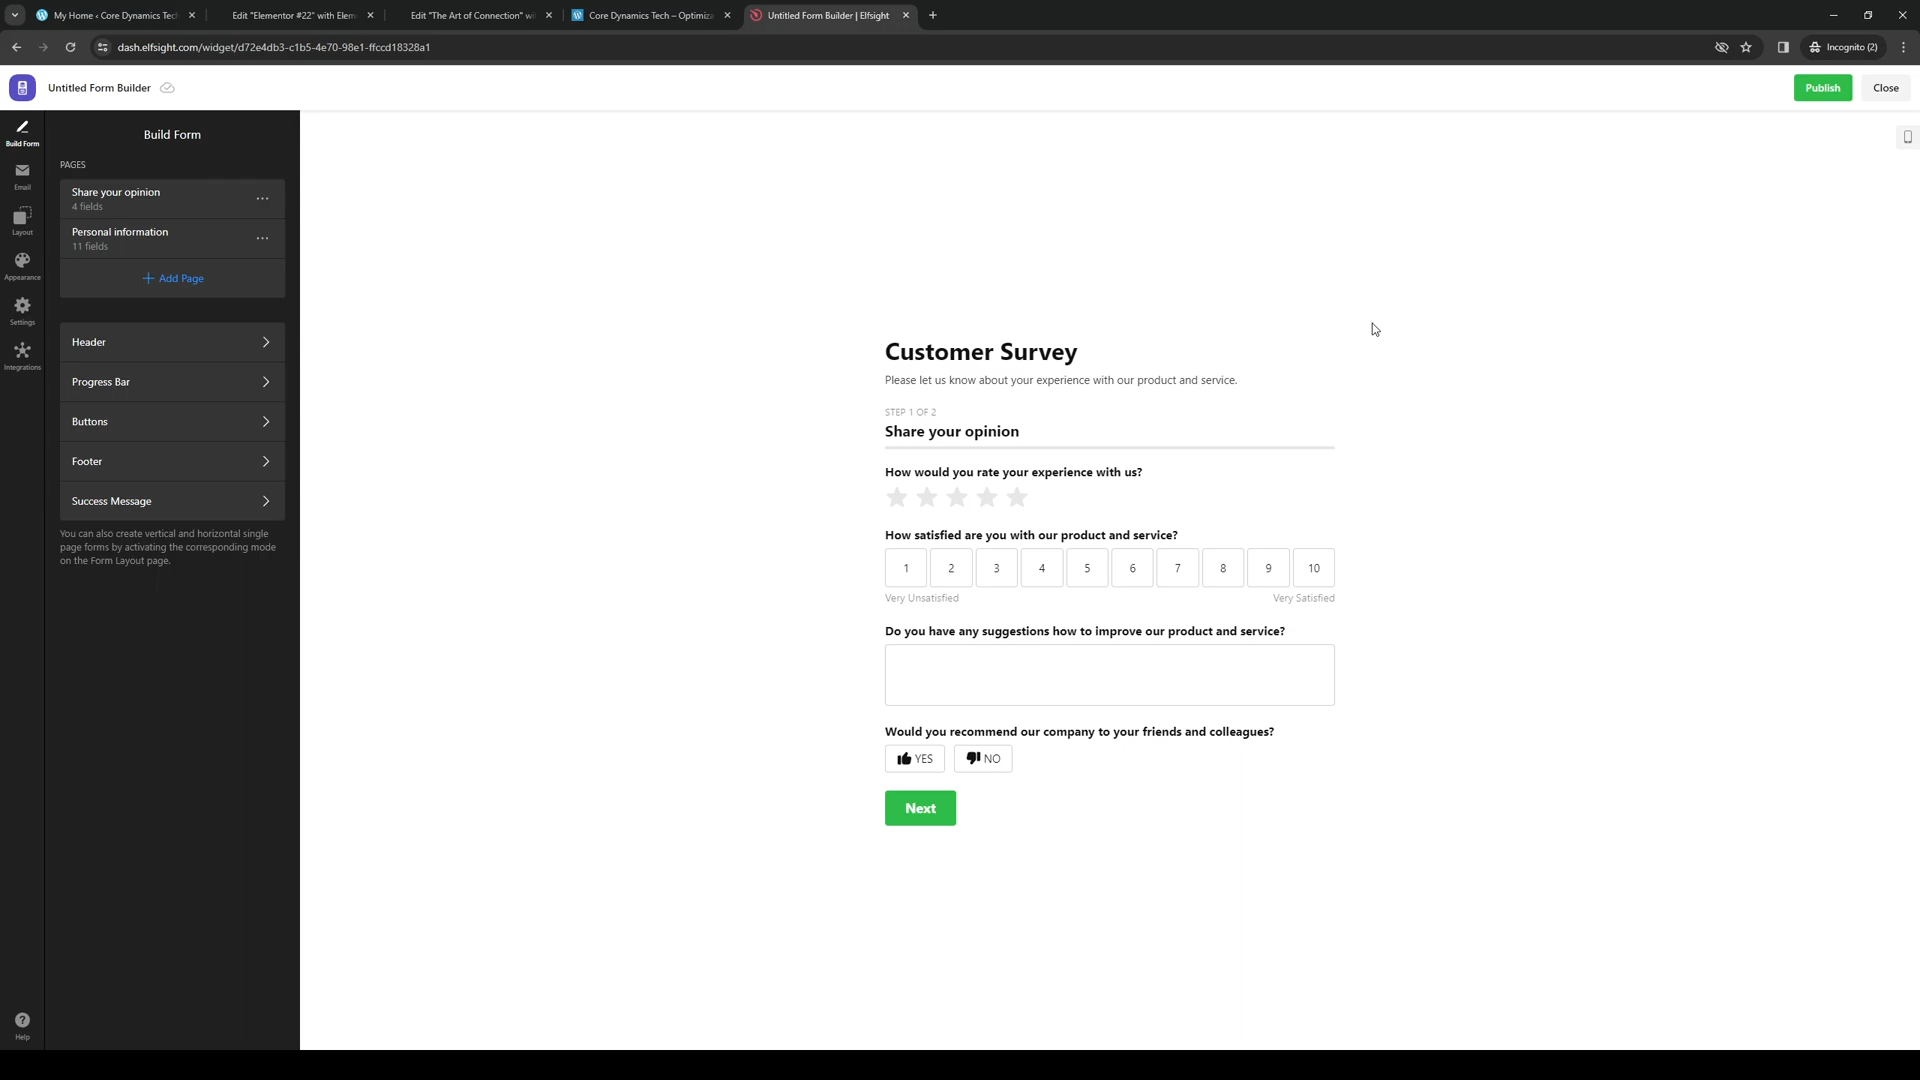 My Home ‹ Core Dynamics Tech
Edit "Elementor #22" with Elem
Edit "The Art of Connection" wi
Core Dynamics Tech – Optimiza
Untitled Form Builder | Elfsight
dash.elfsight.com/widget/d72e4db3-c1b5-4e70-98e1-ffccd18328a1
Incognito (2)
Untitled Form Builder
Publish
Close
Build Form
Email
Layout
Appearance
Settings
Integrations
Help
Build Form
PAGES
Share your opinion
4 fields
Personal information
11 fields
Add Page
Header
Progress Bar
Buttons
Footer
Success Message
You can also create vertical and horizontal single
page forms by activating the corresponding mode
on the Form Layout page.
Customer Survey
Please let us know about your experience with our product and service.
STEP 1 OF 2
Share your opinion
How would you rate your experience with us?
How satisfied are you with our product and service?
1 2 3 4 5 6 7 8 9 10
Very Unsatisfied Very Satisfied
Do you have any suggestions how to improve our product and service?
Would you recommend our company to your friends and colleagues?
YES NO
Next